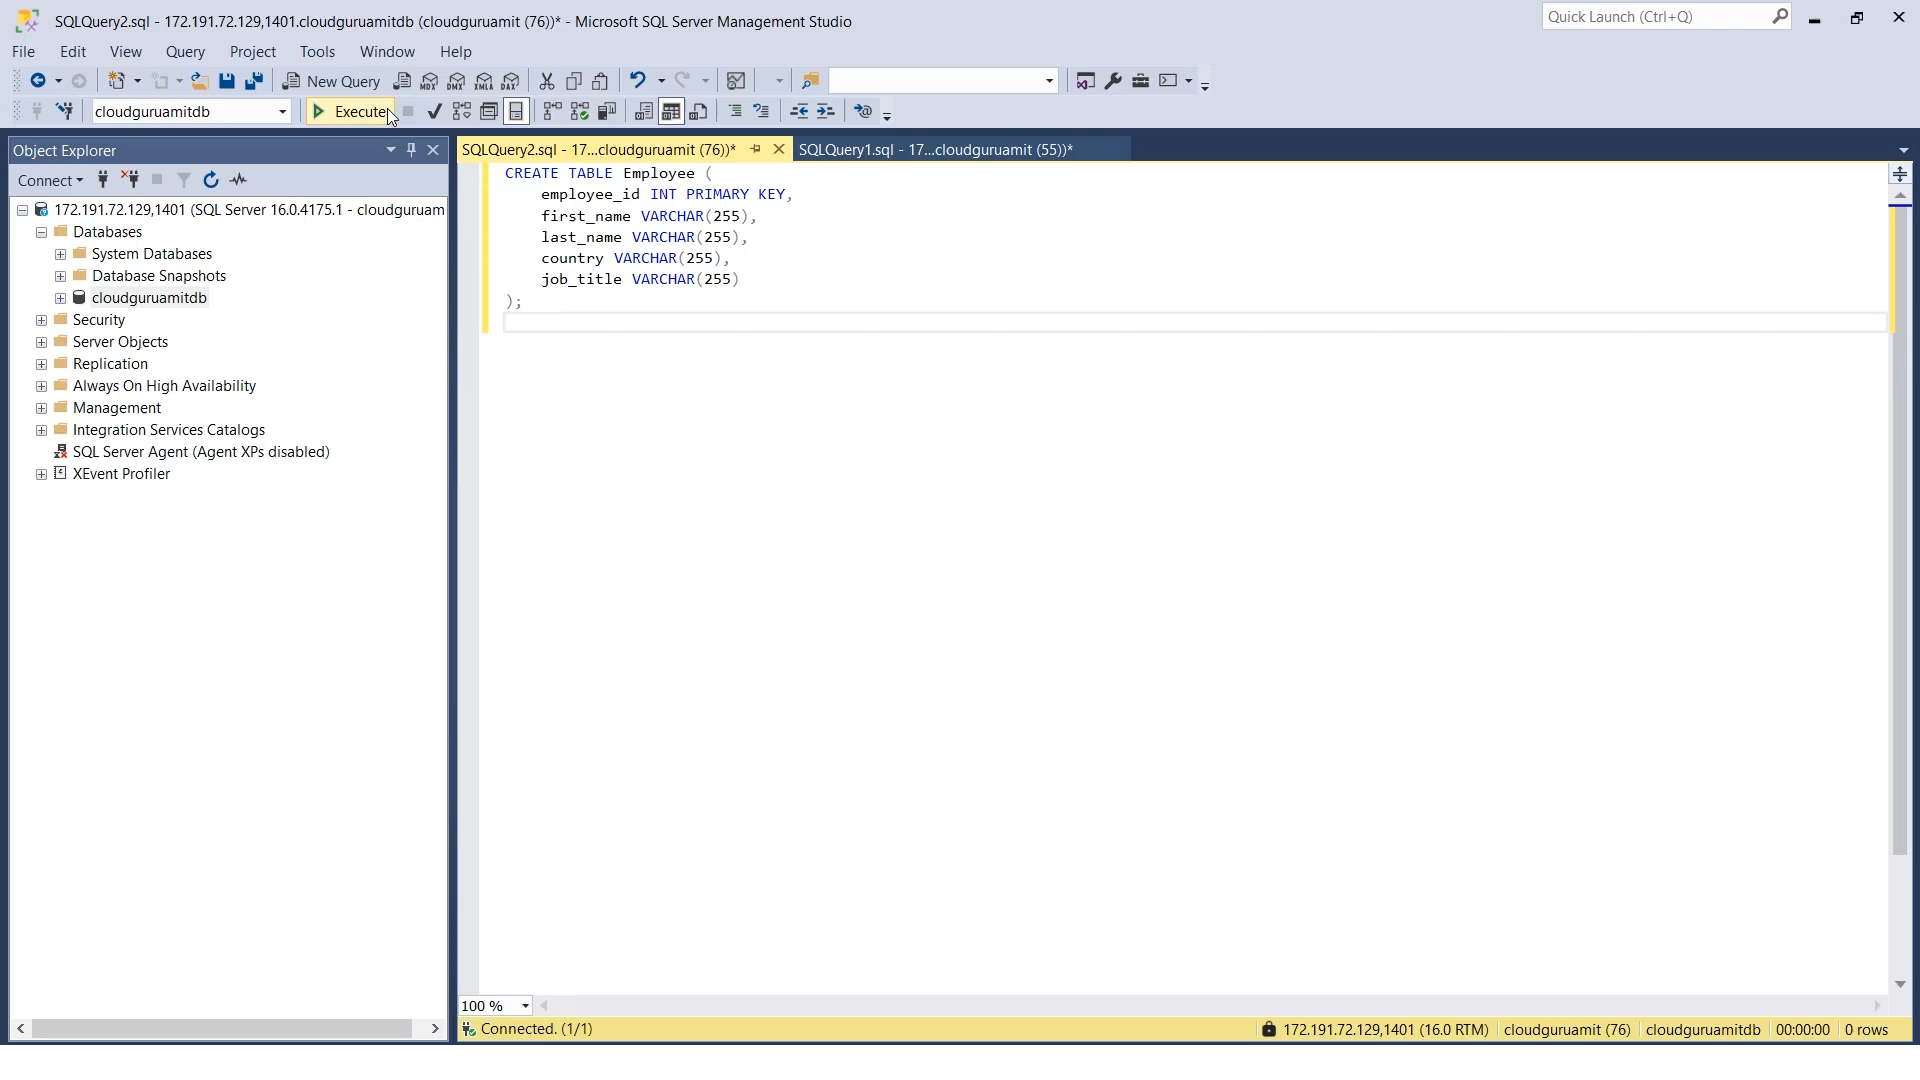 SQLQuery2.sql - 172.191.72.129,1401.cloudguruamitdb (cloudguruamit (76))* - Microsoft SQL Server Management Studio
Quick Launch (Ctrl+Q)
File Edit View Query Project Tools Window Help
New Query
MDX DMX XMLA DAX
cloudguruamitdb
Execute
Object Explorer
Connect
172.191.72.129,1401 (SQL Server 16.0.4175.1 - cloudguruam
Databases
System Databases
Database Snapshots
cloudguruamitdb
Security
Server Objects
Replication
Always On High Availability
Management
Integration Services Catalogs
SQL Server Agent (Agent XPs disabled)
XEvent Profiler
SQLQuery2.sql - 17...cloudguruamit (76))*
SQLQuery1.sql - 17...cloudguruamit (55))*
CREATE TABLE Employee (
employee_id INT PRIMARY KEY,
first_name VARCHAR(255),
last_name VARCHAR(255),
country VARCHAR(255),
job_title VARCHAR(255)
);
100 %
Connected. (1/1)
172.191.72.129,1401 (16.0 RTM)
cloudguruamit (76)
cloudguruamitdb
00:00:00
0 rows